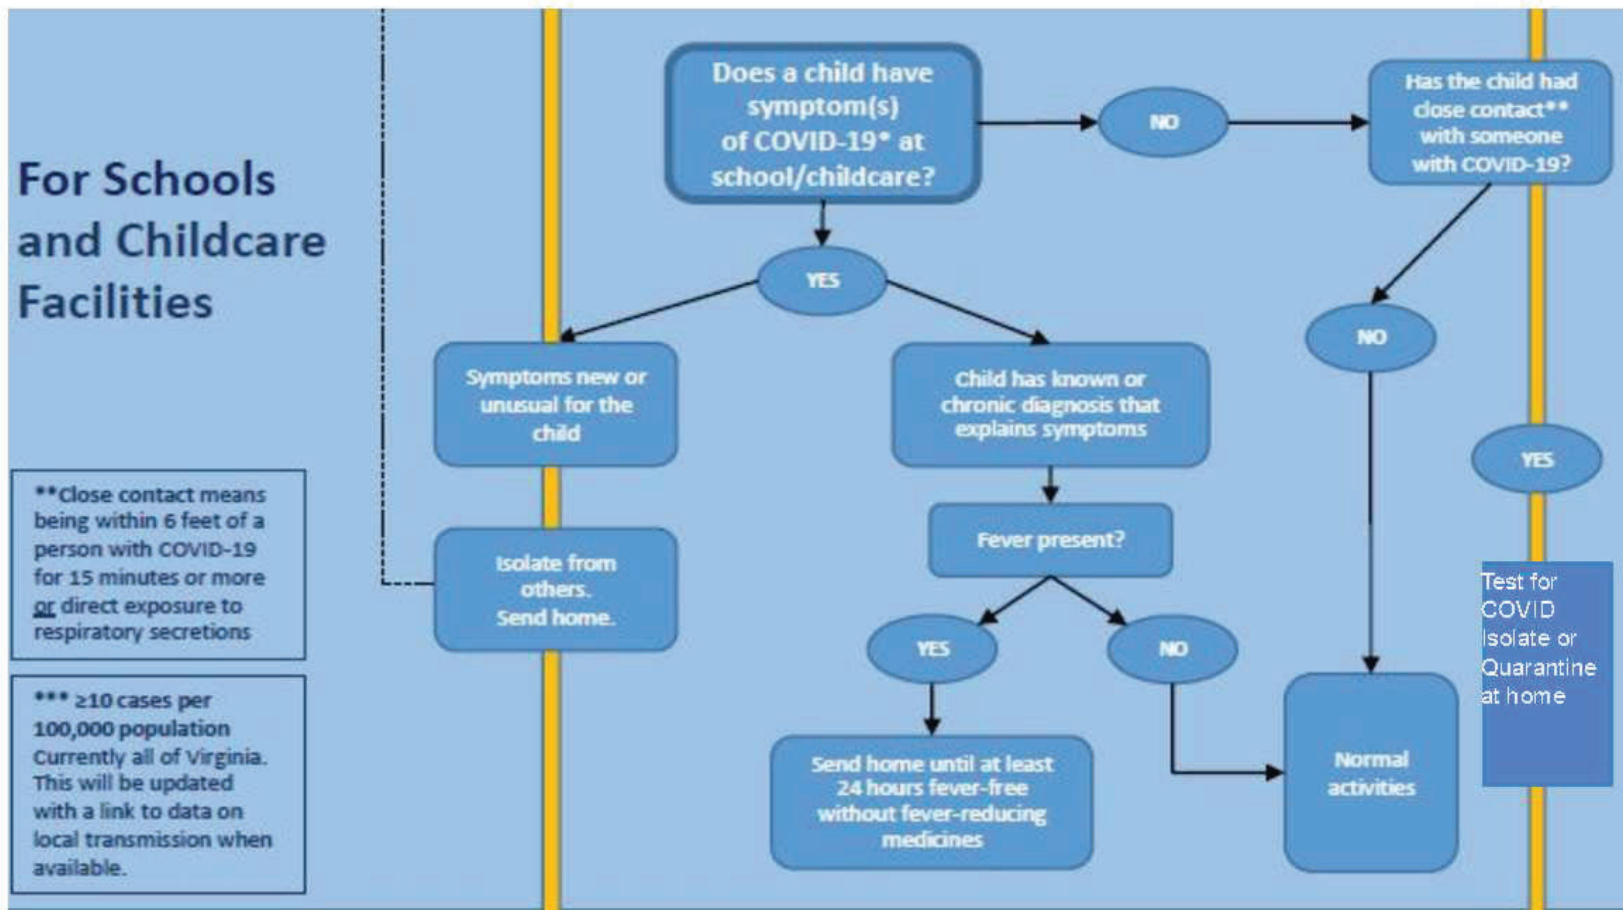 For Schools
and Childcare
Facilities
**Close contact means
being within 6 feet of a
person with COVID-19
for 15 minutes or more
or direct exposure to
respiratory secretions
*** ≥10 cases per
100,000 population
Currently all of Virginia.
This will be updated
with a link to data on
local transmission when
available.
Does a child have
symptom(s)
of COVID-19* at
school/childcare?
NO
Has the child had
close contact**
with someone
with COVID-19?
YES
NO
Symptoms new or
unusual for the
child
Child has known or
chronic diagnosis that
explains symptoms
YES
Isolate from
others.
Send home.
Fever present?
Test for
COVID
Isolate or
Quarantine
at home
YES
NO
Send home until at least
24 hours fever-free
without fever-reducing
medicines
Normal
activities